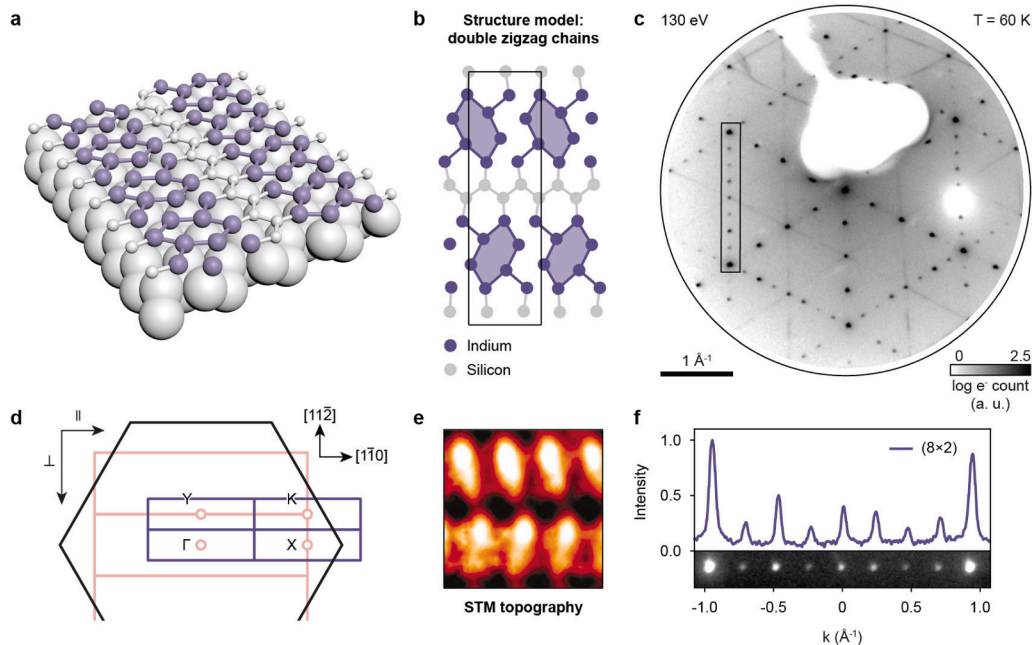 a
b
Structure model:
double zigzag chains
Indium
Silicon
c
130 eV
T = 60 K
1 Å⁻¹
0 2.5
log e⁻ count
(a. u.)
d
||
⊥
[112̅]
[11̅0]
Y
K
Γ
X
e
STM topography
f
(8×2)
Intensity
1.0
0.5
0.0
-1.0 -0.5 0 0.5 1.0
k (Å⁻¹)